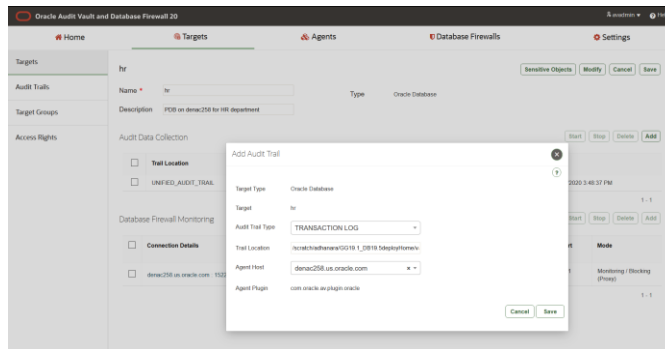 Oracle Audit Vault and Database Firewall 20
avadmin
Home
Targets
Agents
Database Firewalls
Settings
Targets
Audit Trails
Target Groups
Access Rights
hr
Sensitive Objects
Modify
Cancel
Save
Name * hr
Type Oracle Database
Description PDB on denac258 for HR department
Audit Data Collection
Start
Stop
Delete
Add
Trail Location
UNIFIED_AUDIT_TRAIL
2020 3:48:37 PM
1 - 1
Database Firewall Monitoring
Start
Stop
Delete
Add
Connection Details
Mode
denac258.us.oracle.com : 1522
Monitoring / Blocking
(Proxy)
1 - 1
Add Audit Trail
?
Target Type Oracle Database
Target hr
Audit Trail Type TRANSACTION LOG
Trail Location /scratch/adhanara/GG19.1_DB19.5deployHome/v
Agent Host denac258.us.oracle.com
Agent Plugin com.oracle.av.plugin.oracle
Cancel
Save